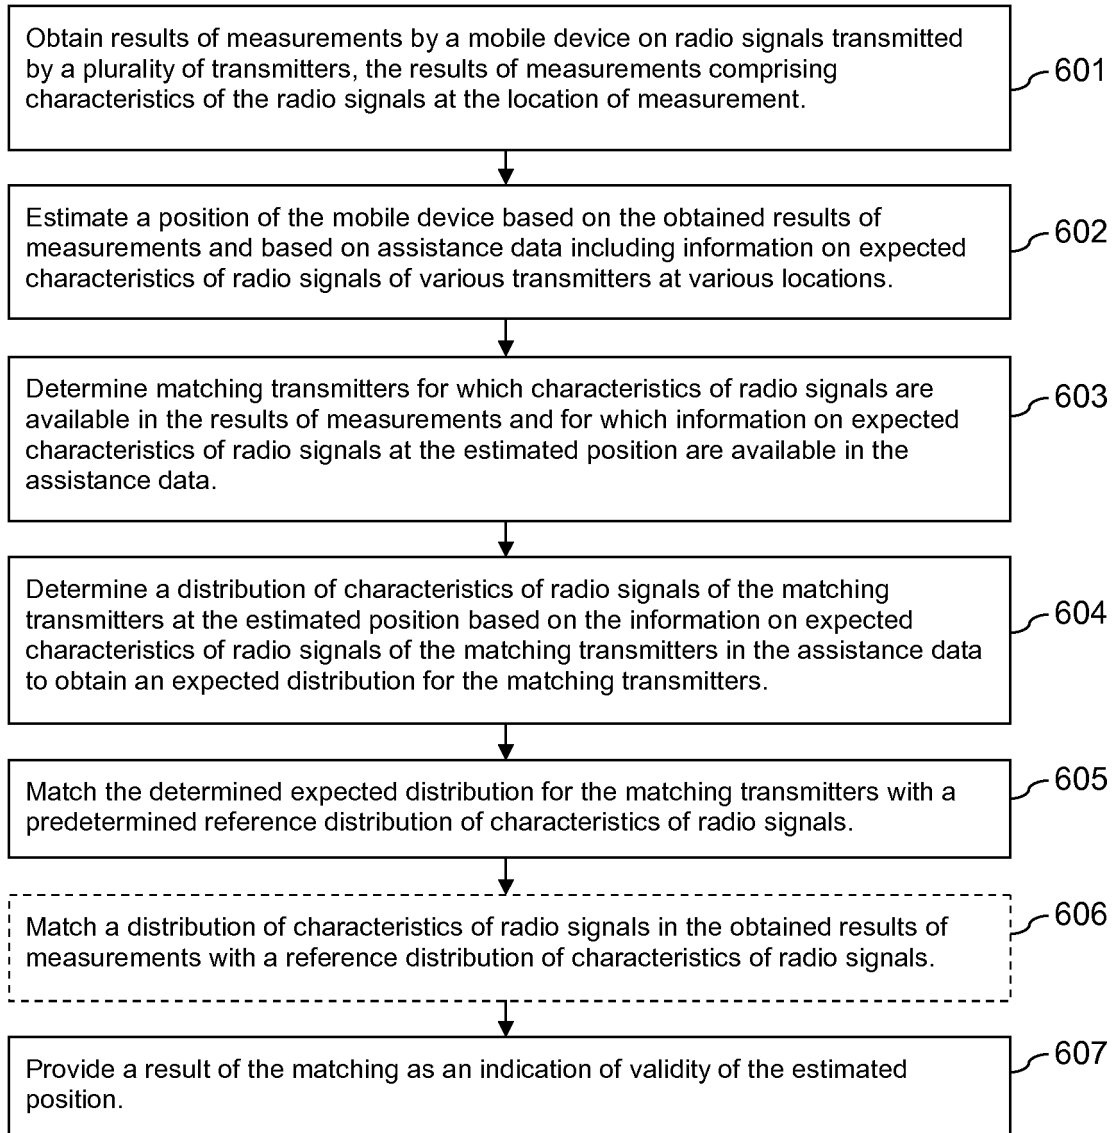 Obtain results of measurements by a mobile device on radio signals transmitted
by a plurality of transmitters, the results of measurements comprising
characteristics of the radio signals at the location of measurement.
601
Estimate a position of the mobile device based on the obtained results of
measurements and based on assistance data including information on expected
characteristics of radio signals of various transmitters at various locations.
602
Determine matching transmitters for which characteristics of radio signals are
available in the results of measurements and for which information on expected
characteristics of radio signals at the estimated position are available in the
assistance data.
603
Determine a distribution of characteristics of radio signals of the matching
transmitters at the estimated position based on the information on expected
characteristics of radio signals of the matching transmitters in the assistance data
to obtain an expected distribution for the matching transmitters.
604
Match the determined expected distribution for the matching transmitters with a
predetermined reference distribution of characteristics of radio signals.
605
Match a distribution of characteristics of radio signals in the obtained results of
measurements with a reference distribution of characteristics of radio signals.
606
Provide a result of the matching as an indication of validity of the estimated
position.
607